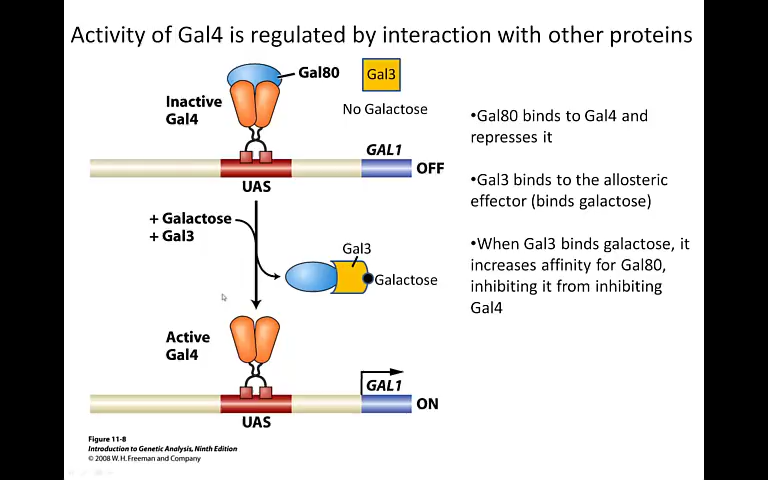 Activity of Gal4 is regulated by interaction with other proteins
Gal80
Gal3
Inactive
Gal4
No Galactose
GAL1
OFF
UAS
+ Galactose
+ Gal3
Gal3
Galactose
Active
Gal4
GAL1
ON
UAS
•Gal80 binds to Gal4 and
represses it
•Gal3 binds to the allosteric
effector (binds galactose)
•When Gal3 binds galactose, it
increases affinity for Gal80,
inhibiting it from inhibiting
Gal4
Figure 11-8
Introduction to Genetic Analysis, Ninth Edition
© 2008 W. H. Freeman and Company